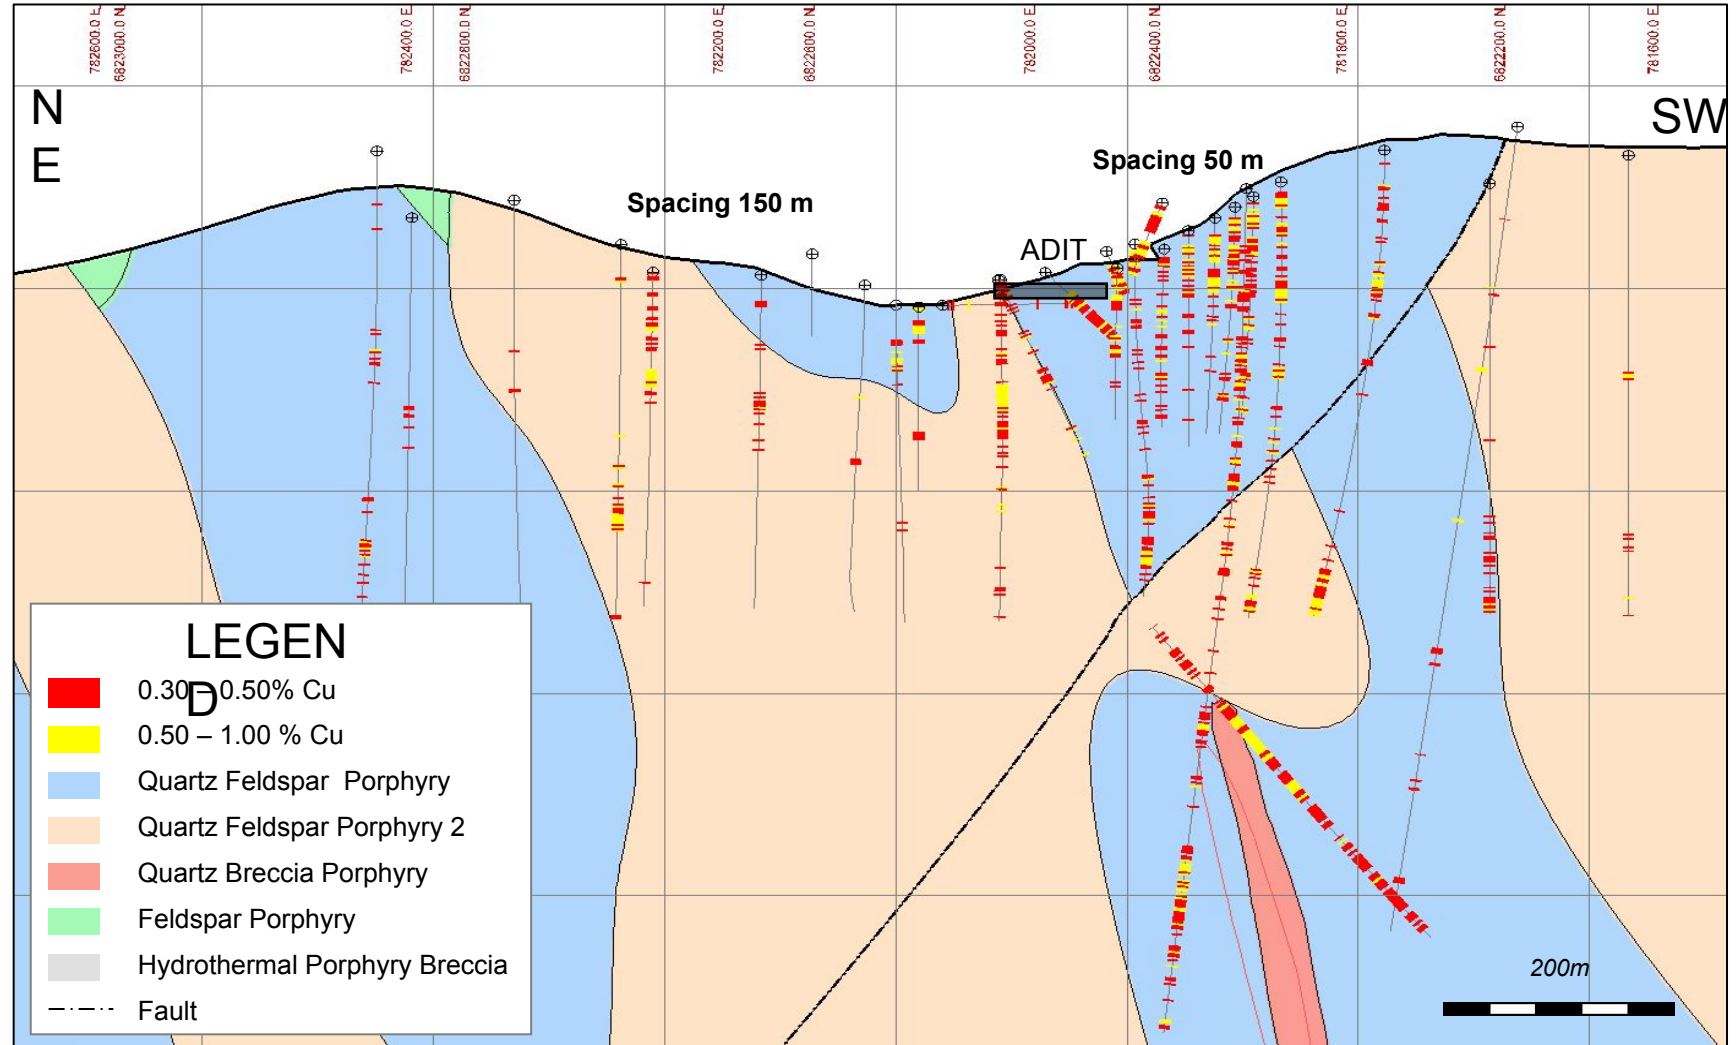 782600.0 E
6823000.0 N
782400.0 E
6822800.0 N
782200.0 E
6822600.0 N
782000.0 E
6822400.0 N
781800.0 E
6822200.0 N
781600.0 E
N
E
SW
Spacing 150 m
Spacing 50 m
ADIT
LEGEN
D
0.30 – 0.50% Cu
0.50 – 1.00 % Cu
Quartz Feldspar Porphyry
Quartz Feldspar Porphyry 2
Quartz Breccia Porphyry
Feldspar Porphyry
Hydrothermal Porphyry Breccia
Fault
200m